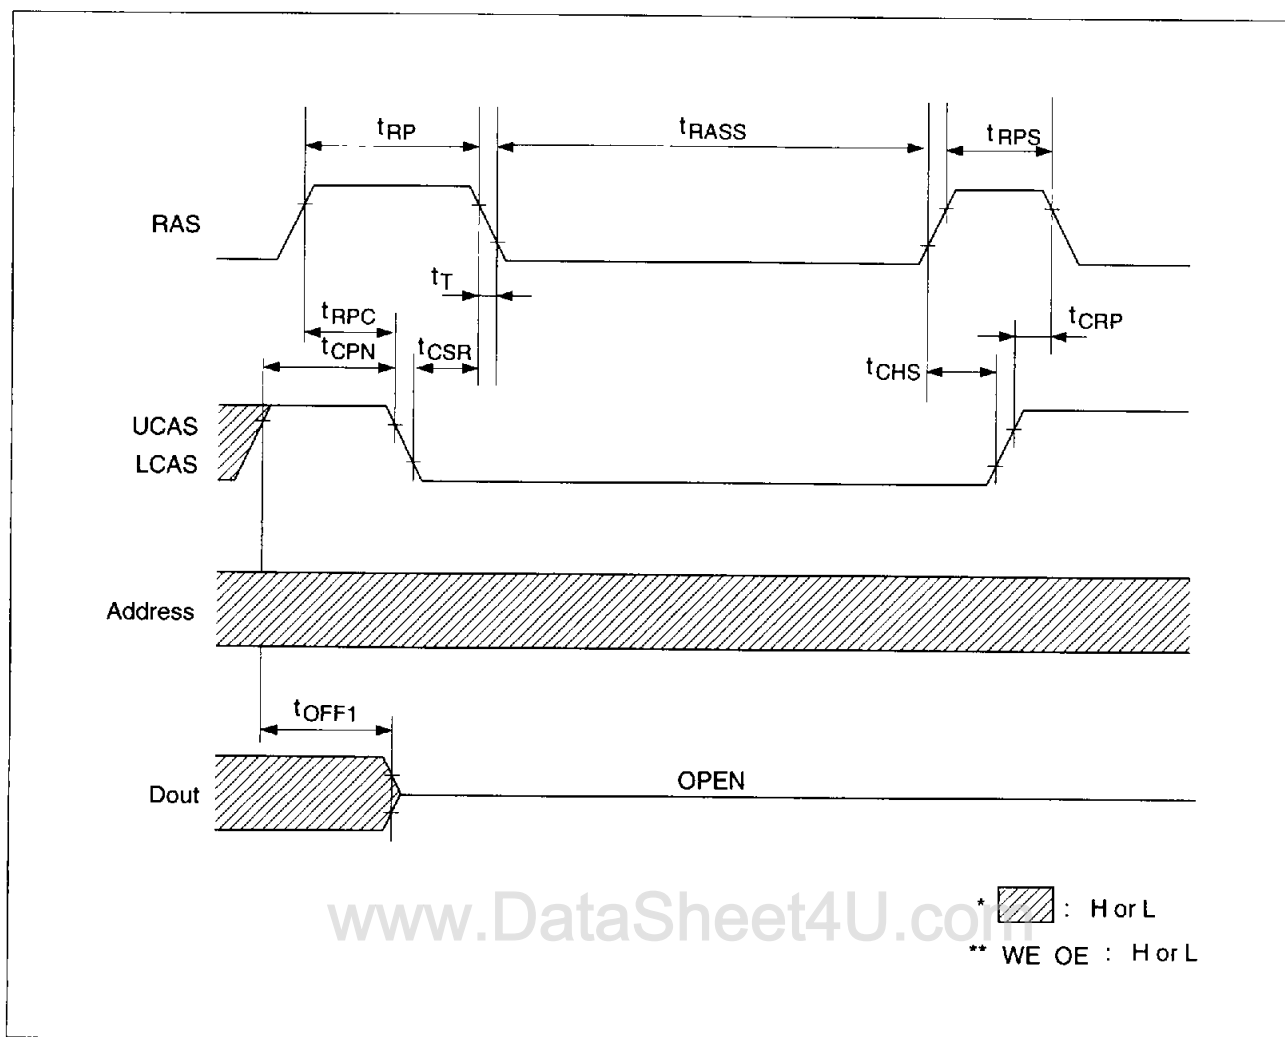 tRP
tRASS
tRPS
RAS
tT
tRPC
tCRP
tCPN
tCSR
tCHS
UCAS
LCAS
Address
tOFF1
Dout
OPEN
www.DataSheet4U.com
* : H or L
** WE OE : H or L